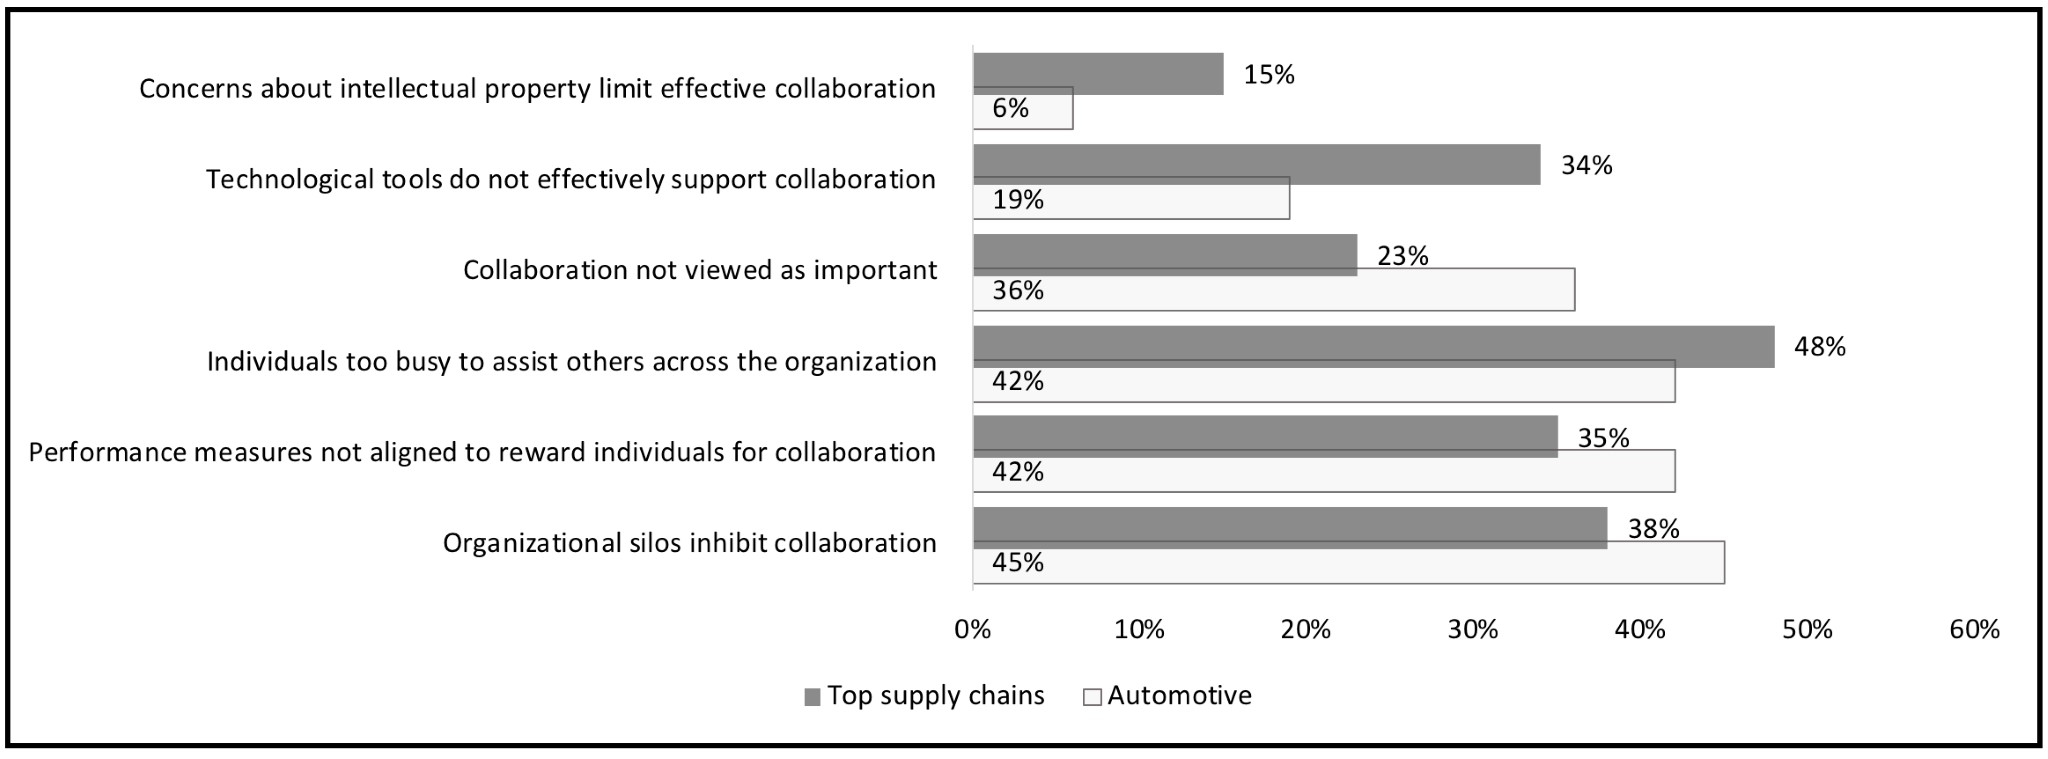 Concerns about intellectual property limit effective collaboration
15%
6%
Technological tools do not effectively support collaboration
34%
19%
Collaboration not viewed as important
23%
36%
Individuals too busy to assist others across the organization
48%
42%
Performance measures not aligned to reward individuals for collaboration
35%
42%
Organizational silos inhibit collaboration
38%
45%
0% 10% 20% 30% 40% 50% 60%
Top supply chains Automotive